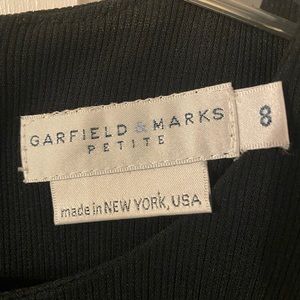 GARFIELD & MARKS
PETITE
8
made in NEW YORK, USA